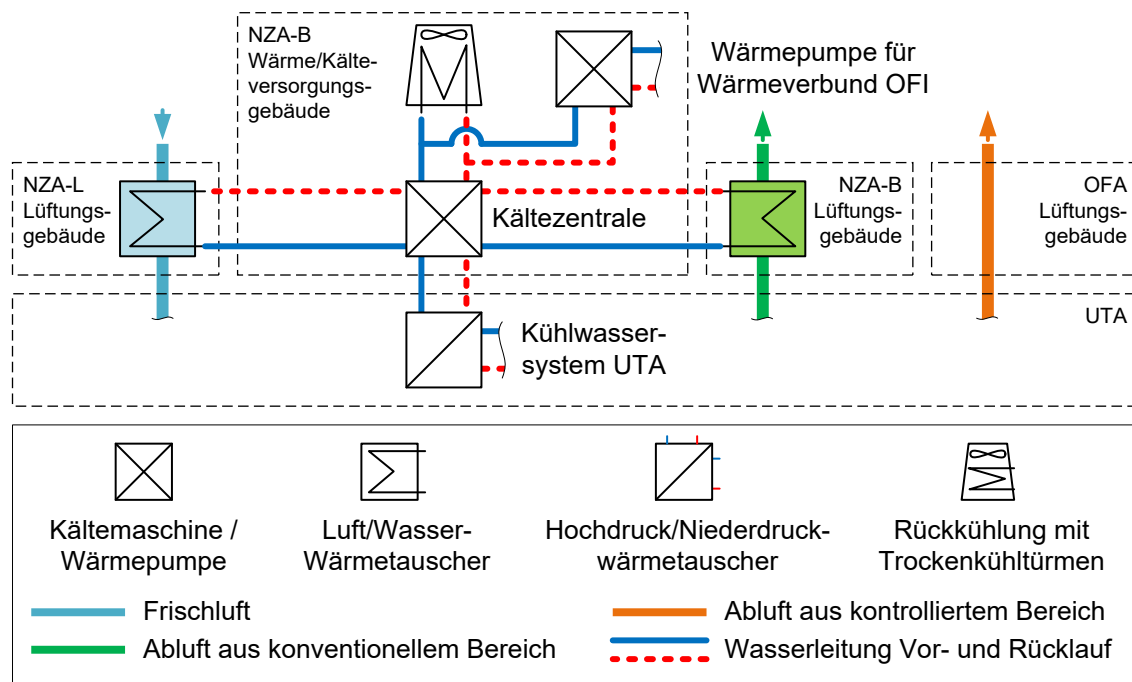 NZA-B
Wärme/Kälte-
versorgungs-
gebäude
Wärmepumpe für
Wärmeverbund OFI
NZA-L
Lüftungs-
gebäude
Kältezentrale
NZA-B
Lüftungs-
gebäude
OFA
Lüftungs-
gebäude
UTA
Kühlwasser-
system UTA
Kältemaschine /
Wärmepumpe
Luft/Wasser-
Wärmetauscher
Hochdruck/Niederdruck-
wärmetauscher
Rückkühlung mit
Trockenkühltürmen
Frischluft
Abluft aus kontrolliertem Bereich
Abluft aus konventionellem Bereich
Wasserleitung Vor- und Rücklauf